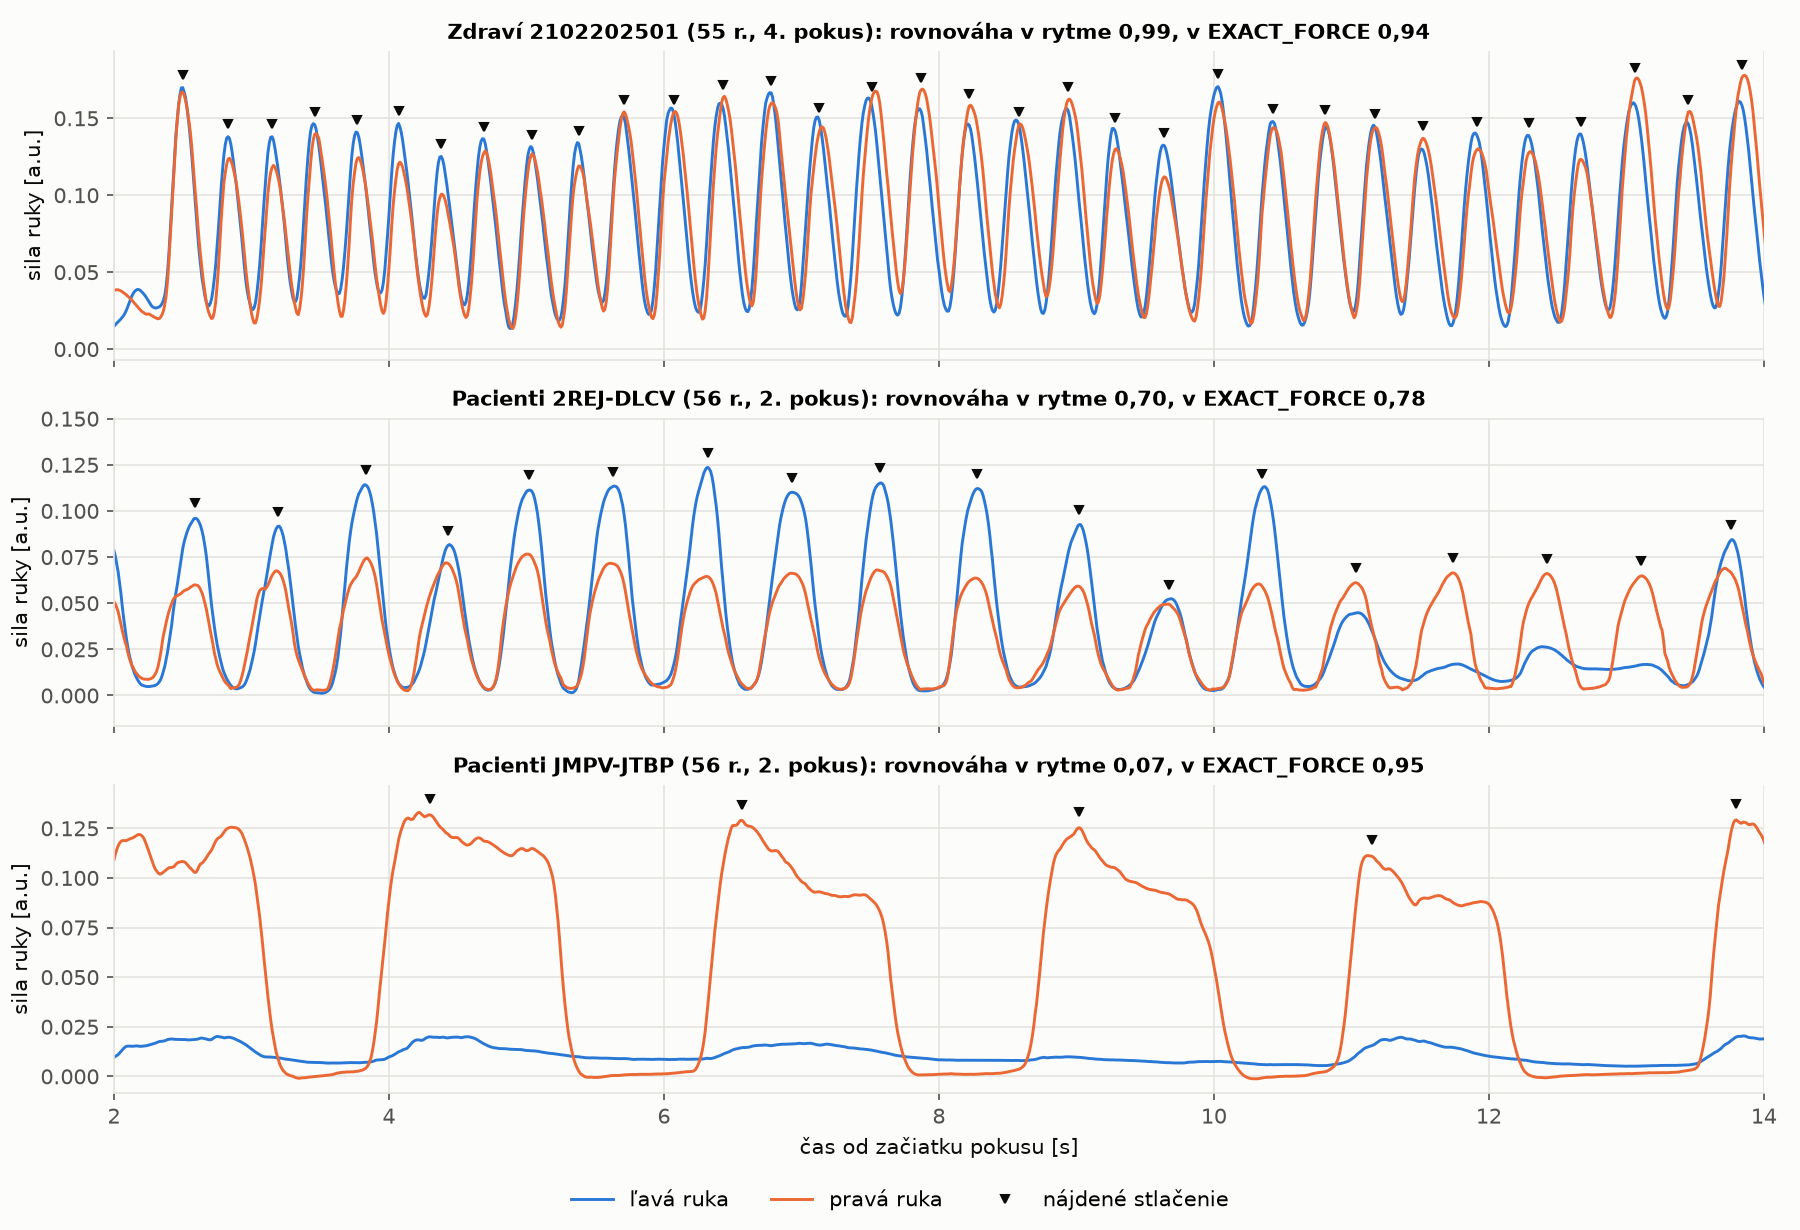 Zdraví 2102202501 (55 r., 4. pokus): rovnováha v rytme 0,99, v EXACT_FORCE 0,94
sila ruky [a.u.]
0.15
0.10
0.05
0.00
Pacienti 2REJ-DLCV (56 r., 2. pokus): rovnováha v rytme 0,70, v EXACT_FORCE 0,78
sila ruky [a.u.]
0.150
0.125
0.100
0.075
0.050
0.025
0.000
Pacienti JMPV-JTBP (56 r., 2. pokus): rovnováha v rytme 0,07, v EXACT_FORCE 0,95
sila ruky [a.u.]
0.125
0.100
0.075
0.050
0.025
0.000
2 4 6 8 10 12 14
čas od začiatku pokusu [s]
ľavá ruka pravá ruka nájdené stlačenie